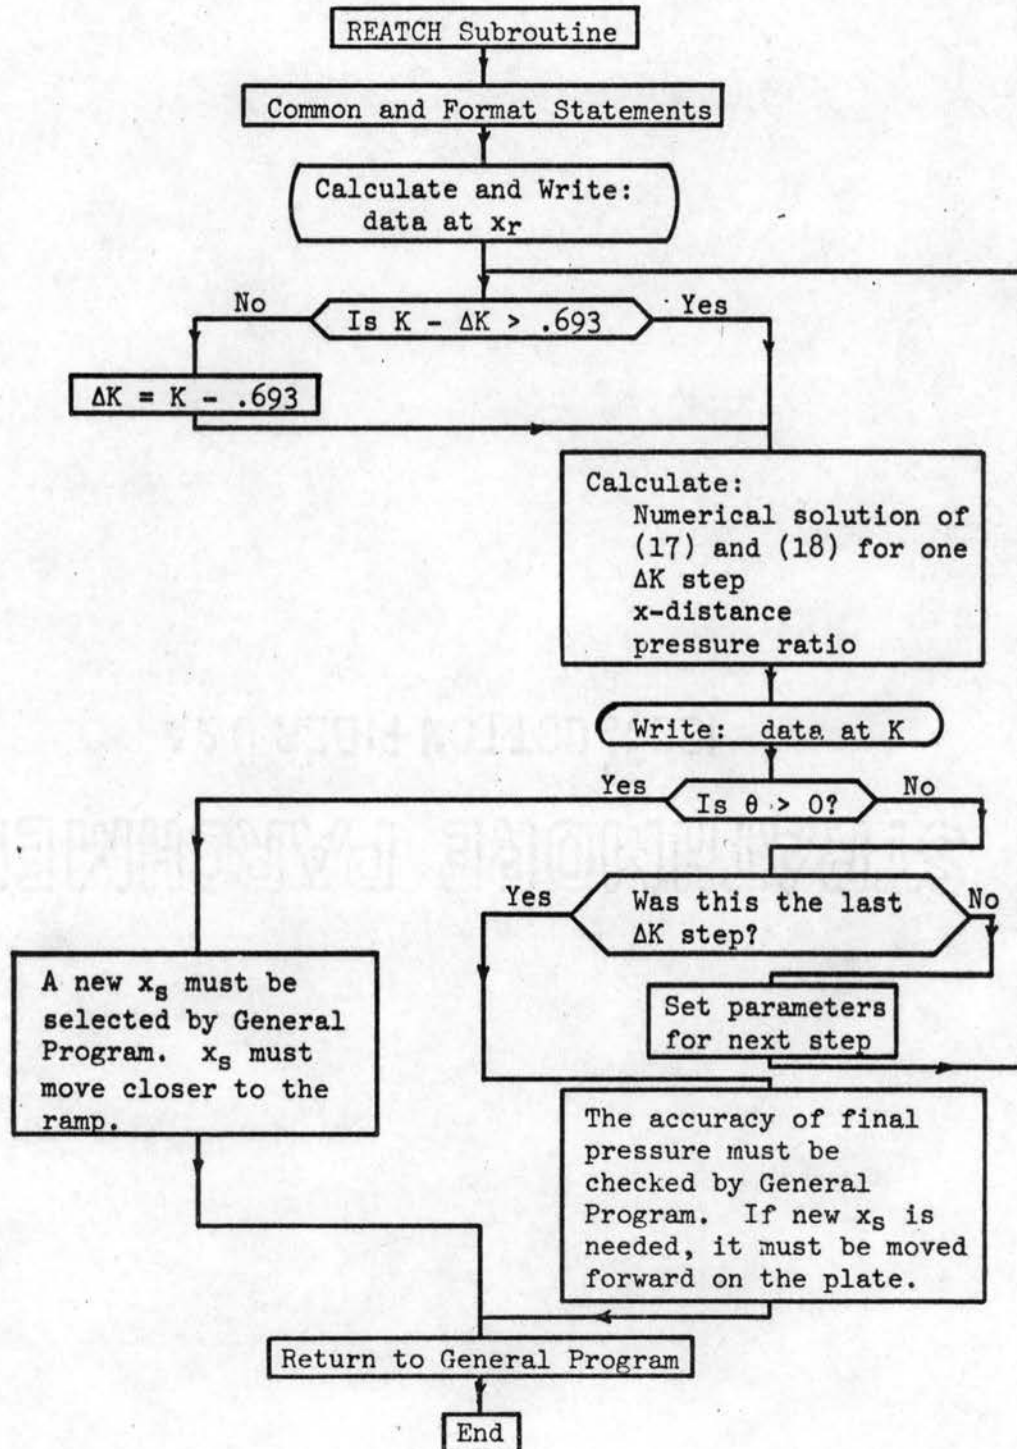 REATCH Subroutine
Common and Format Statements
Calculate and Write:
data at xr
No
Is K - ΔK > .693
Yes
ΔK = K - .693
Calculate:
Numerical solution of
(17) and (18) for one
ΔK step
x-distance
pressure ratio
Write: data at K
Yes
Is θ > 0?
No
Yes
Was this the last
ΔK step?
No
A new xs must be
selected by General
Program. xs must
move closer to the
ramp.
Set parameters
for next step
The accuracy of final
pressure must be
checked by General
Program. If new xs is
needed, it must be moved
forward on the plate.
Return to General Program
End